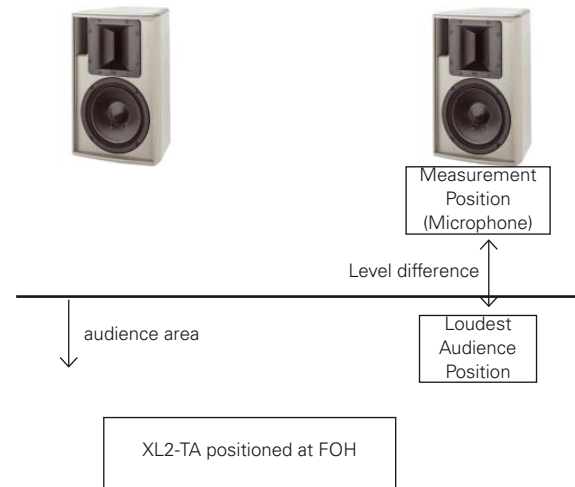 Measurement
Position
(Microphone)
Level difference
audience area
Loudest
Audience
Position
XL2-TA positioned at FOH